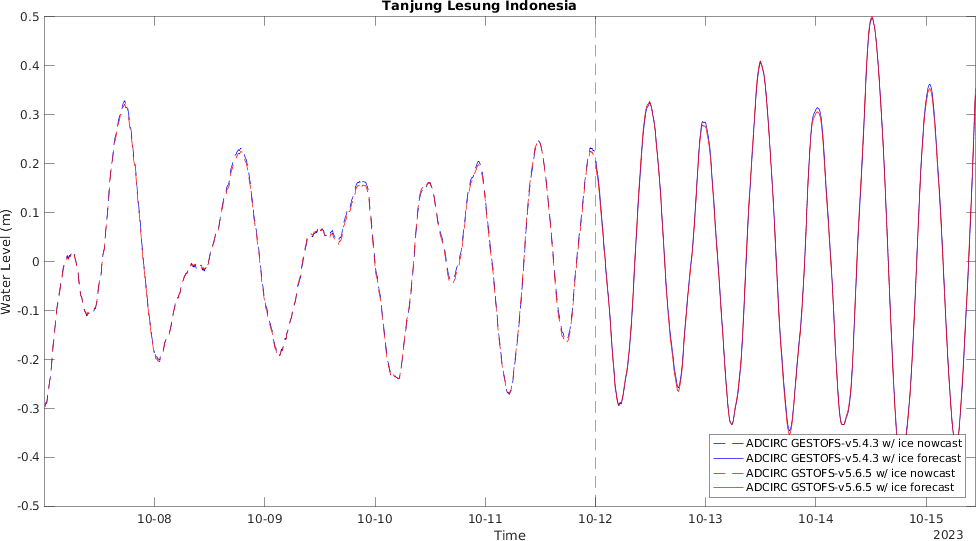 Tanjung Lesung Indonesia
0.5
0.4
0.3
0.2
0.1
0
-0.1
-0.2
-0.3
-0.4
-0.5
Water Level (m)
ADCIRC GESTOFS-v5.4.3 w/ ice nowcast
ADCIRC GESTOFS-v5.4.3 w/ ice forecast
ADCIRC GSTOFS-v5.6.5 w/ ice nowcast
ADCIRC GSTOFS-v5.6.5 w/ ice forecast
10-08 10-09 10-10 10-11 10-12 10-13 10-14 10-15
Time
2023